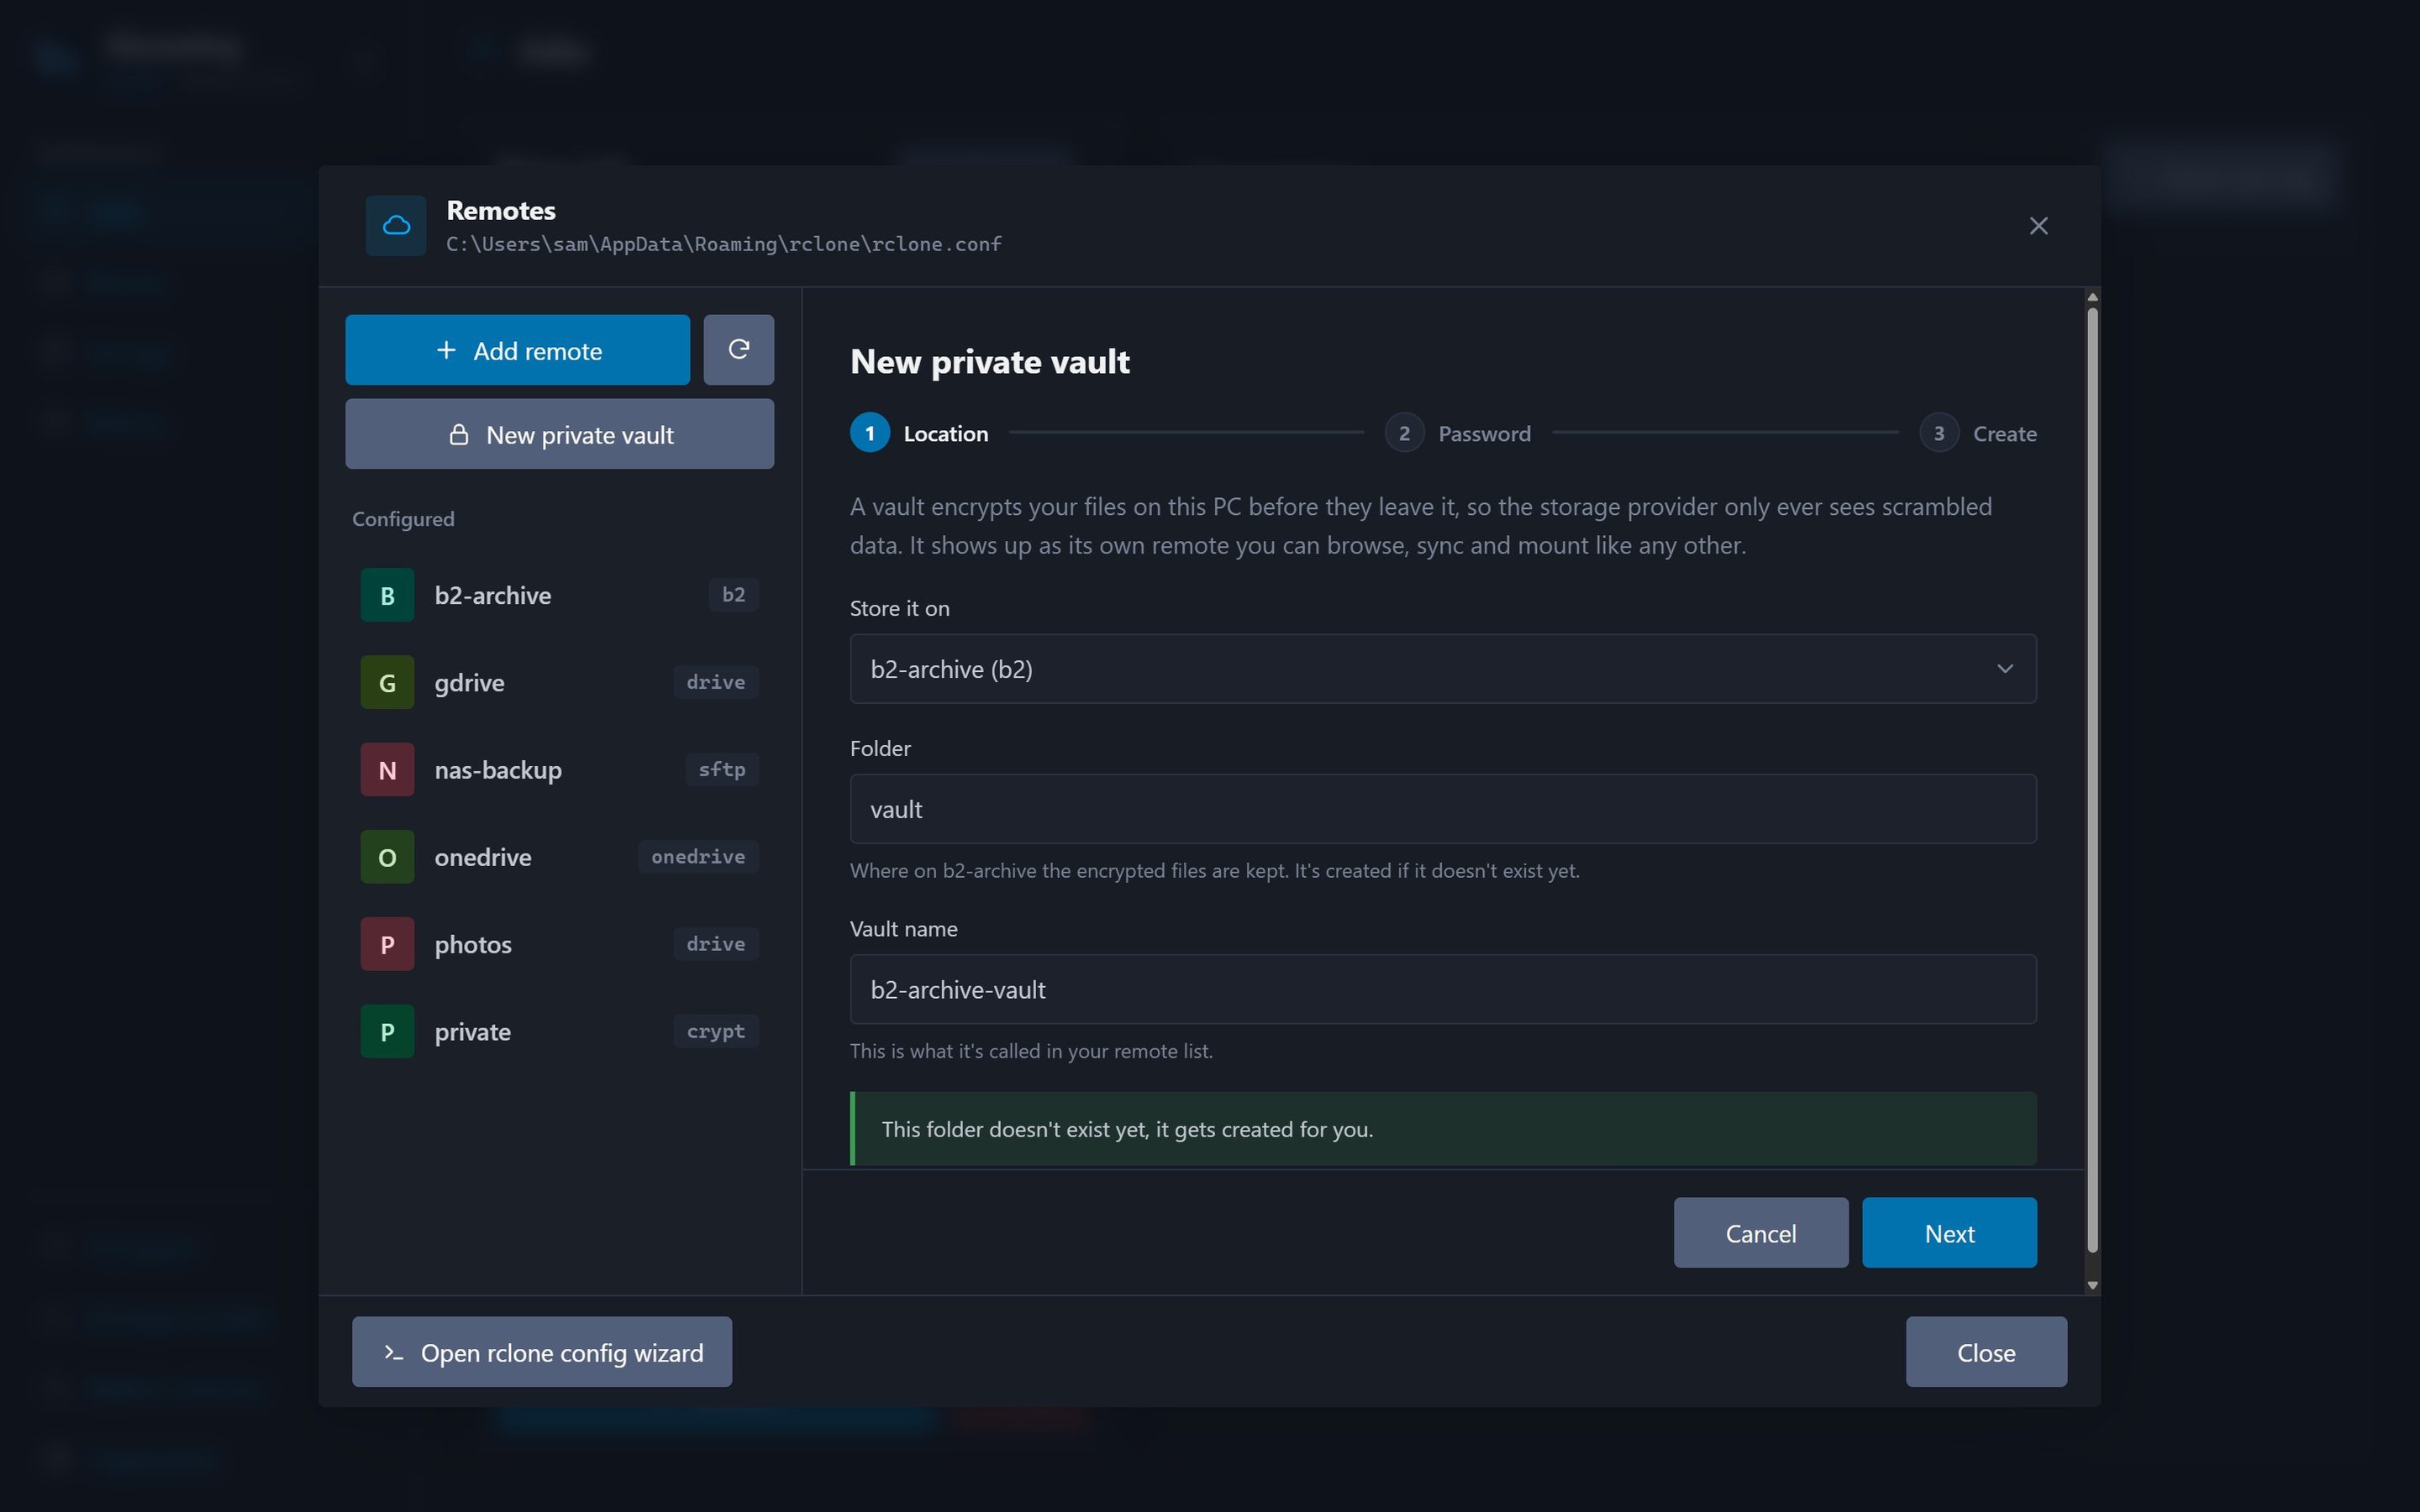 Remotes
C:\Users\sam\AppData\Roaming\rclone\rclone.conf
Add remote
New private vault
Configured
B b2-archive b2
G gdrive drive
N nas-backup sftp
O onedrive onedrive
P photos drive
P private crypt
New private vault
1 Location 2 Password 3 Create
A vault encrypts your files on this PC before they leave it, so the storage provider only ever sees scrambled
data. It shows up as its own remote you can browse, sync and mount like any other.
Store it on
b2-archive (b2)
Folder
vault
Where on b2-archive the encrypted files are kept. It's created if it doesn't exist yet.
Vault name
b2-archive-vault
This is what it's called in your remote list.
This folder doesn't exist yet, it gets created for you.
Cancel Next
Open rclone config wizard
Close